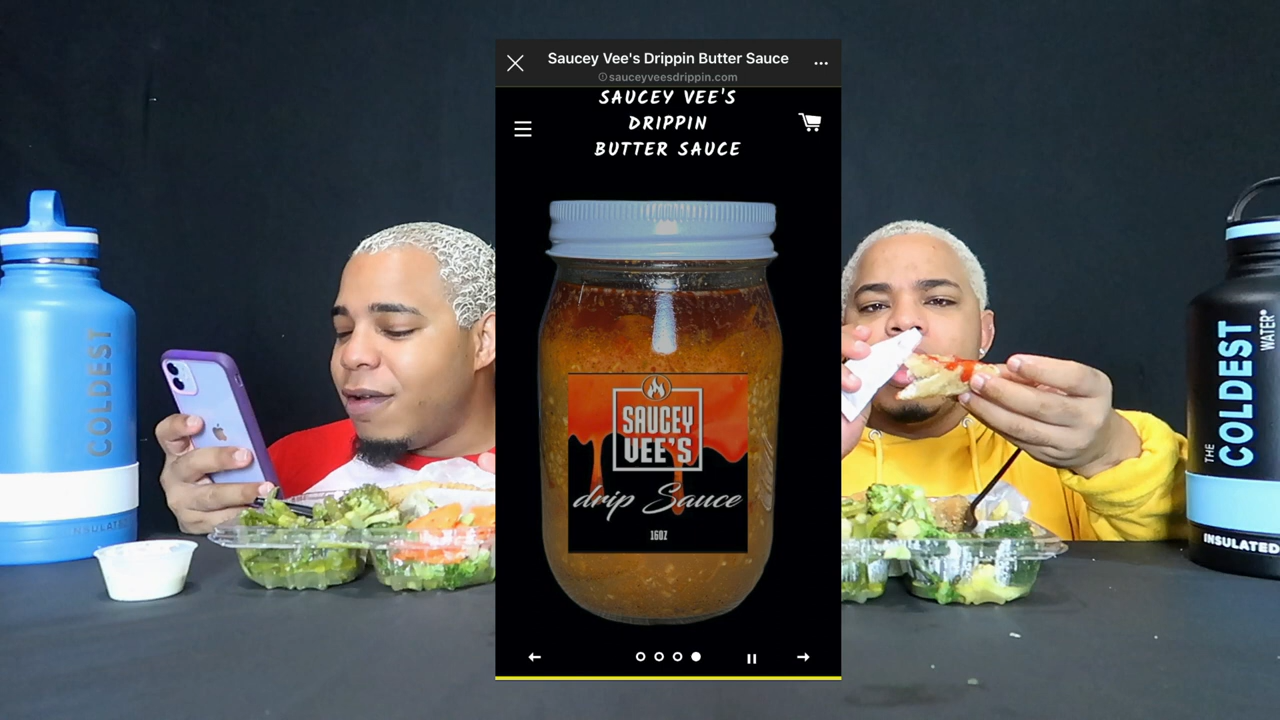 Saucey Vee's Drippin Butter Sauce
sauceyveesdrippin.com
SAUCEY VEE'S
DRIPPIN
BUTTER SAUCE
SAUCEY
VEE'S
drip Sauce
16OZ
COLDEST
INSULATED
THE
COLDEST
WATER®
INSULATED